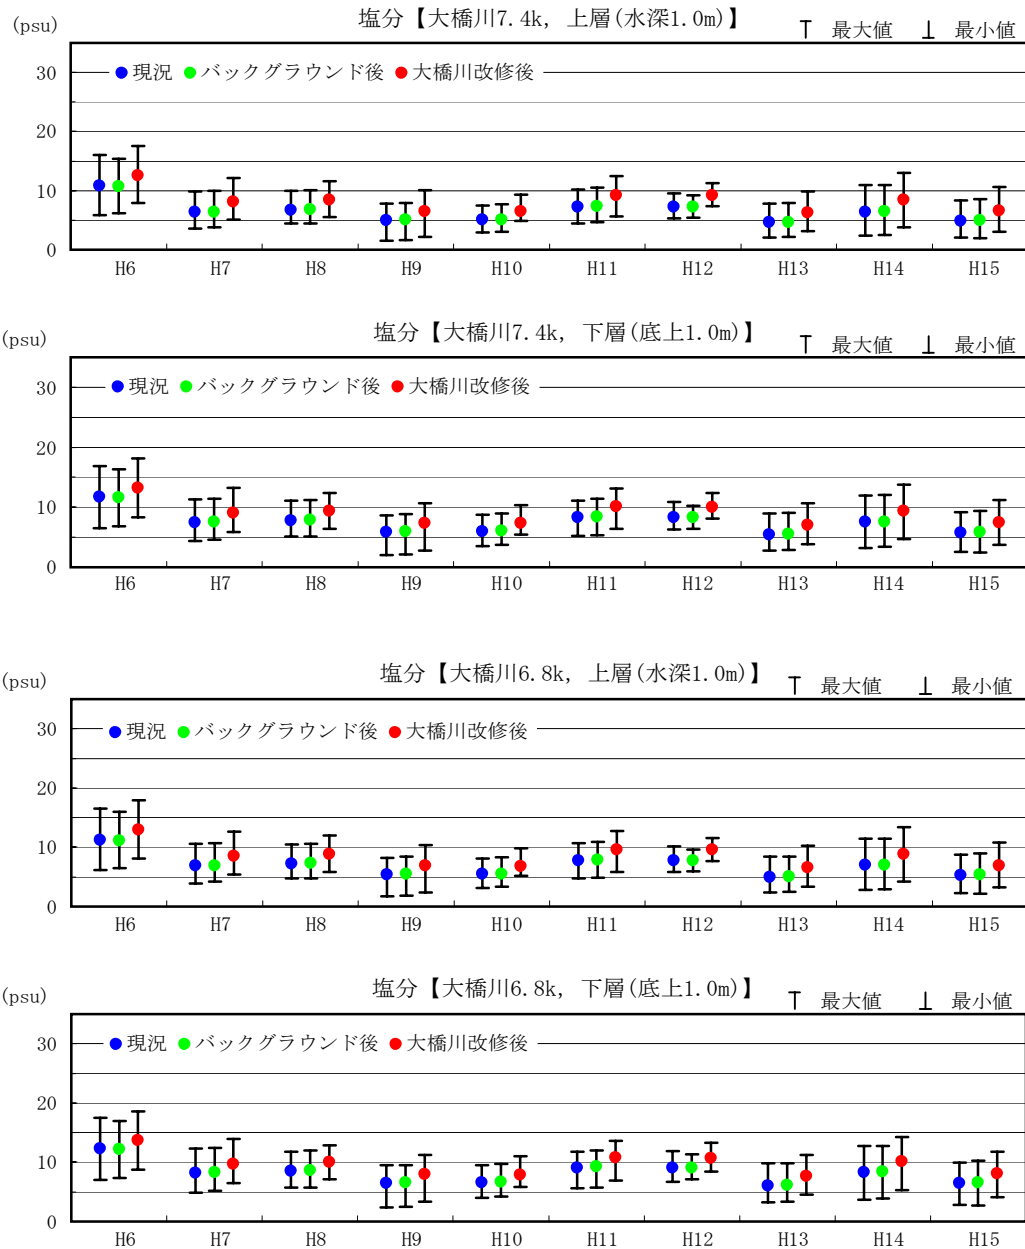 (psu) 塩分【大橋川7.4k, 上層(水深1.0m)】 最大値 最小値
30
現況 バックグラウンド後 大橋川改修後
20
10
0
H6 H7 H8 H9 H10 H11 H12 H13 H14 H15
(psu) 塩分【大橋川7.4k, 下層(底上1.0m)】 最大値 最小値
30
現況 バックグラウンド後 大橋川改修後
20
10
0
H6 H7 H8 H9 H10 H11 H12 H13 H14 H15
(psu) 塩分【大橋川6.8k, 上層(水深1.0m)】 最大値 最小値
30
現況 バックグラウンド後 大橋川改修後
20
10
0
H6 H7 H8 H9 H10 H11 H12 H13 H14 H15
(psu) 塩分【大橋川6.8k, 下層(底上1.0m)】 最大値 最小値
30
現況 バックグラウンド後 大橋川改修後
20
10
0
H6 H7 H8 H9 H10 H11 H12 H13 H14 H15